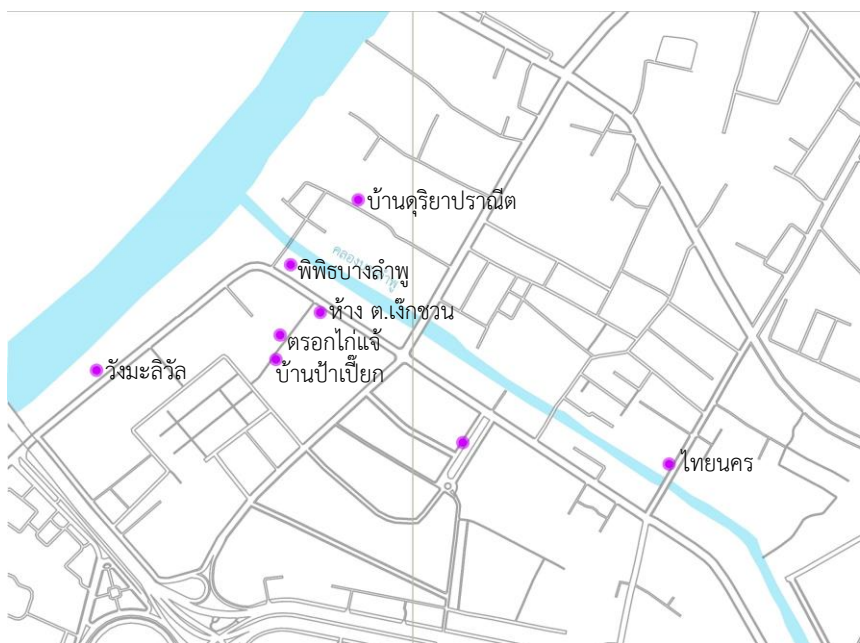 บ้านดุริยาปราณีต
พิพิธบางลำพู
ห้าง ต.เง๊กชวน
ตรอกไก่แจ้
บ้านป้าเปี๊ยก
วังมะลิวัล
ไทยนคร